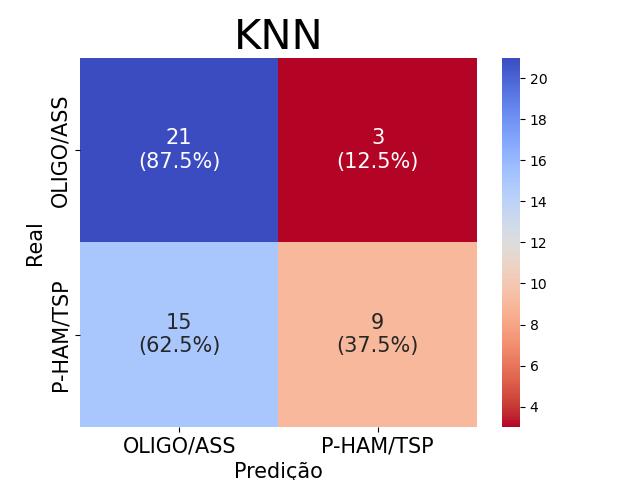 KNN
OLIGO/ASS
P-HAM/TSP
Real
21
(87.5%)
3
(12.5%)
15
(62.5%)
9
(37.5%)
OLIGO/ASS
P-HAM/TSP
Predição
20
18
16
14
12
10
8
6
4